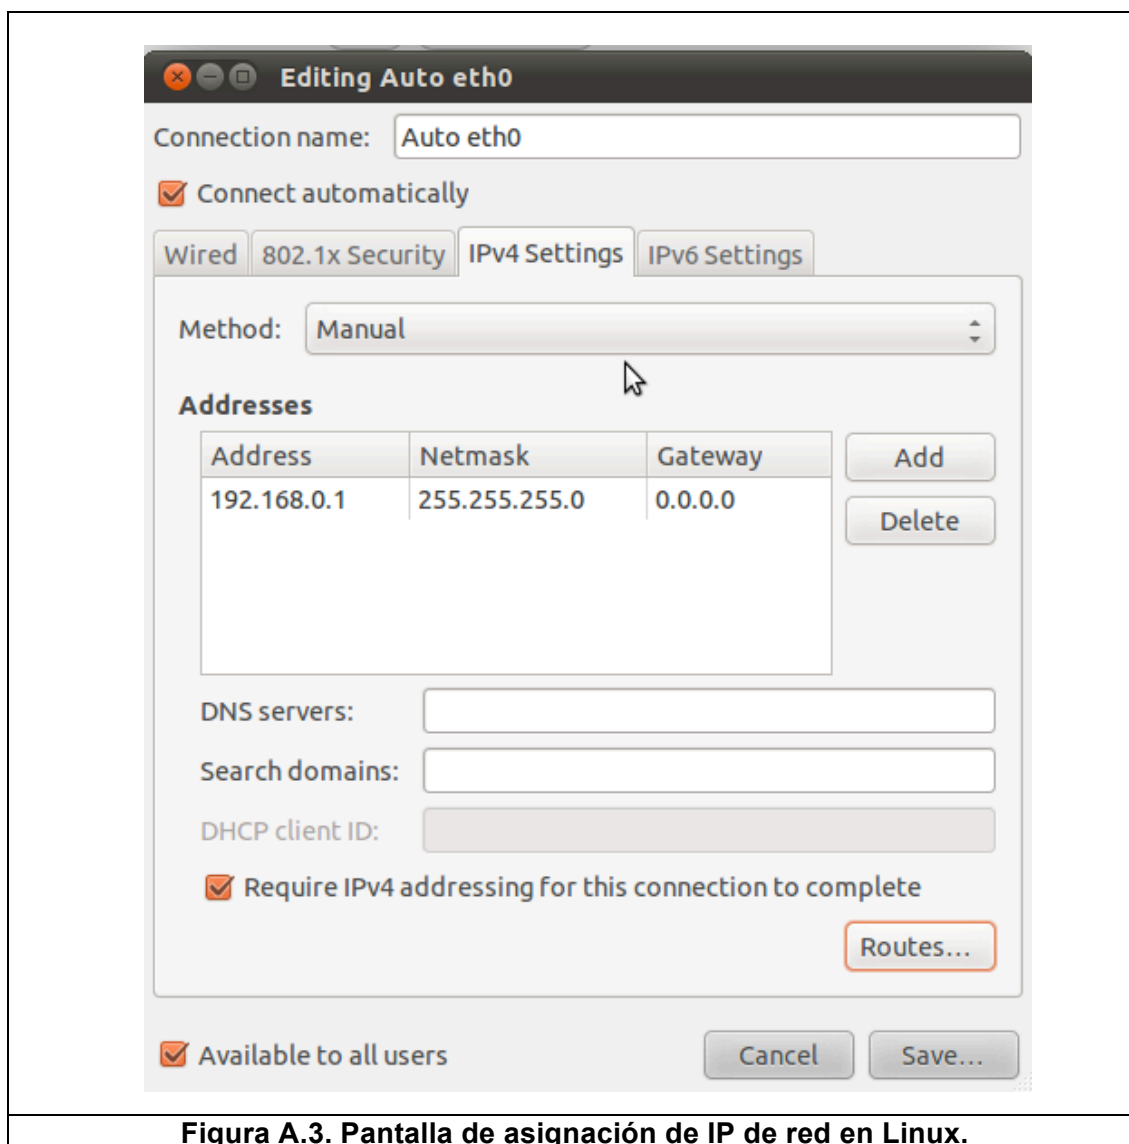 Editing Auto eth0
Connection name: Auto eth0
Connect automatically
Wired 802.1x Security IPv4 Settings IPv6 Settings
Method: Manual
Addresses
Address Netmask Gateway Add
192.168.0.1 255.255.255.0 0.0.0.0
Delete
DNS servers:
Search domains:
DHCP client ID:
Require IPv4 addressing for this connection to complete
Routes...
Available to all users Cancel Save...
Figura A.3. Pantalla de asignación de IP de red en Linux.